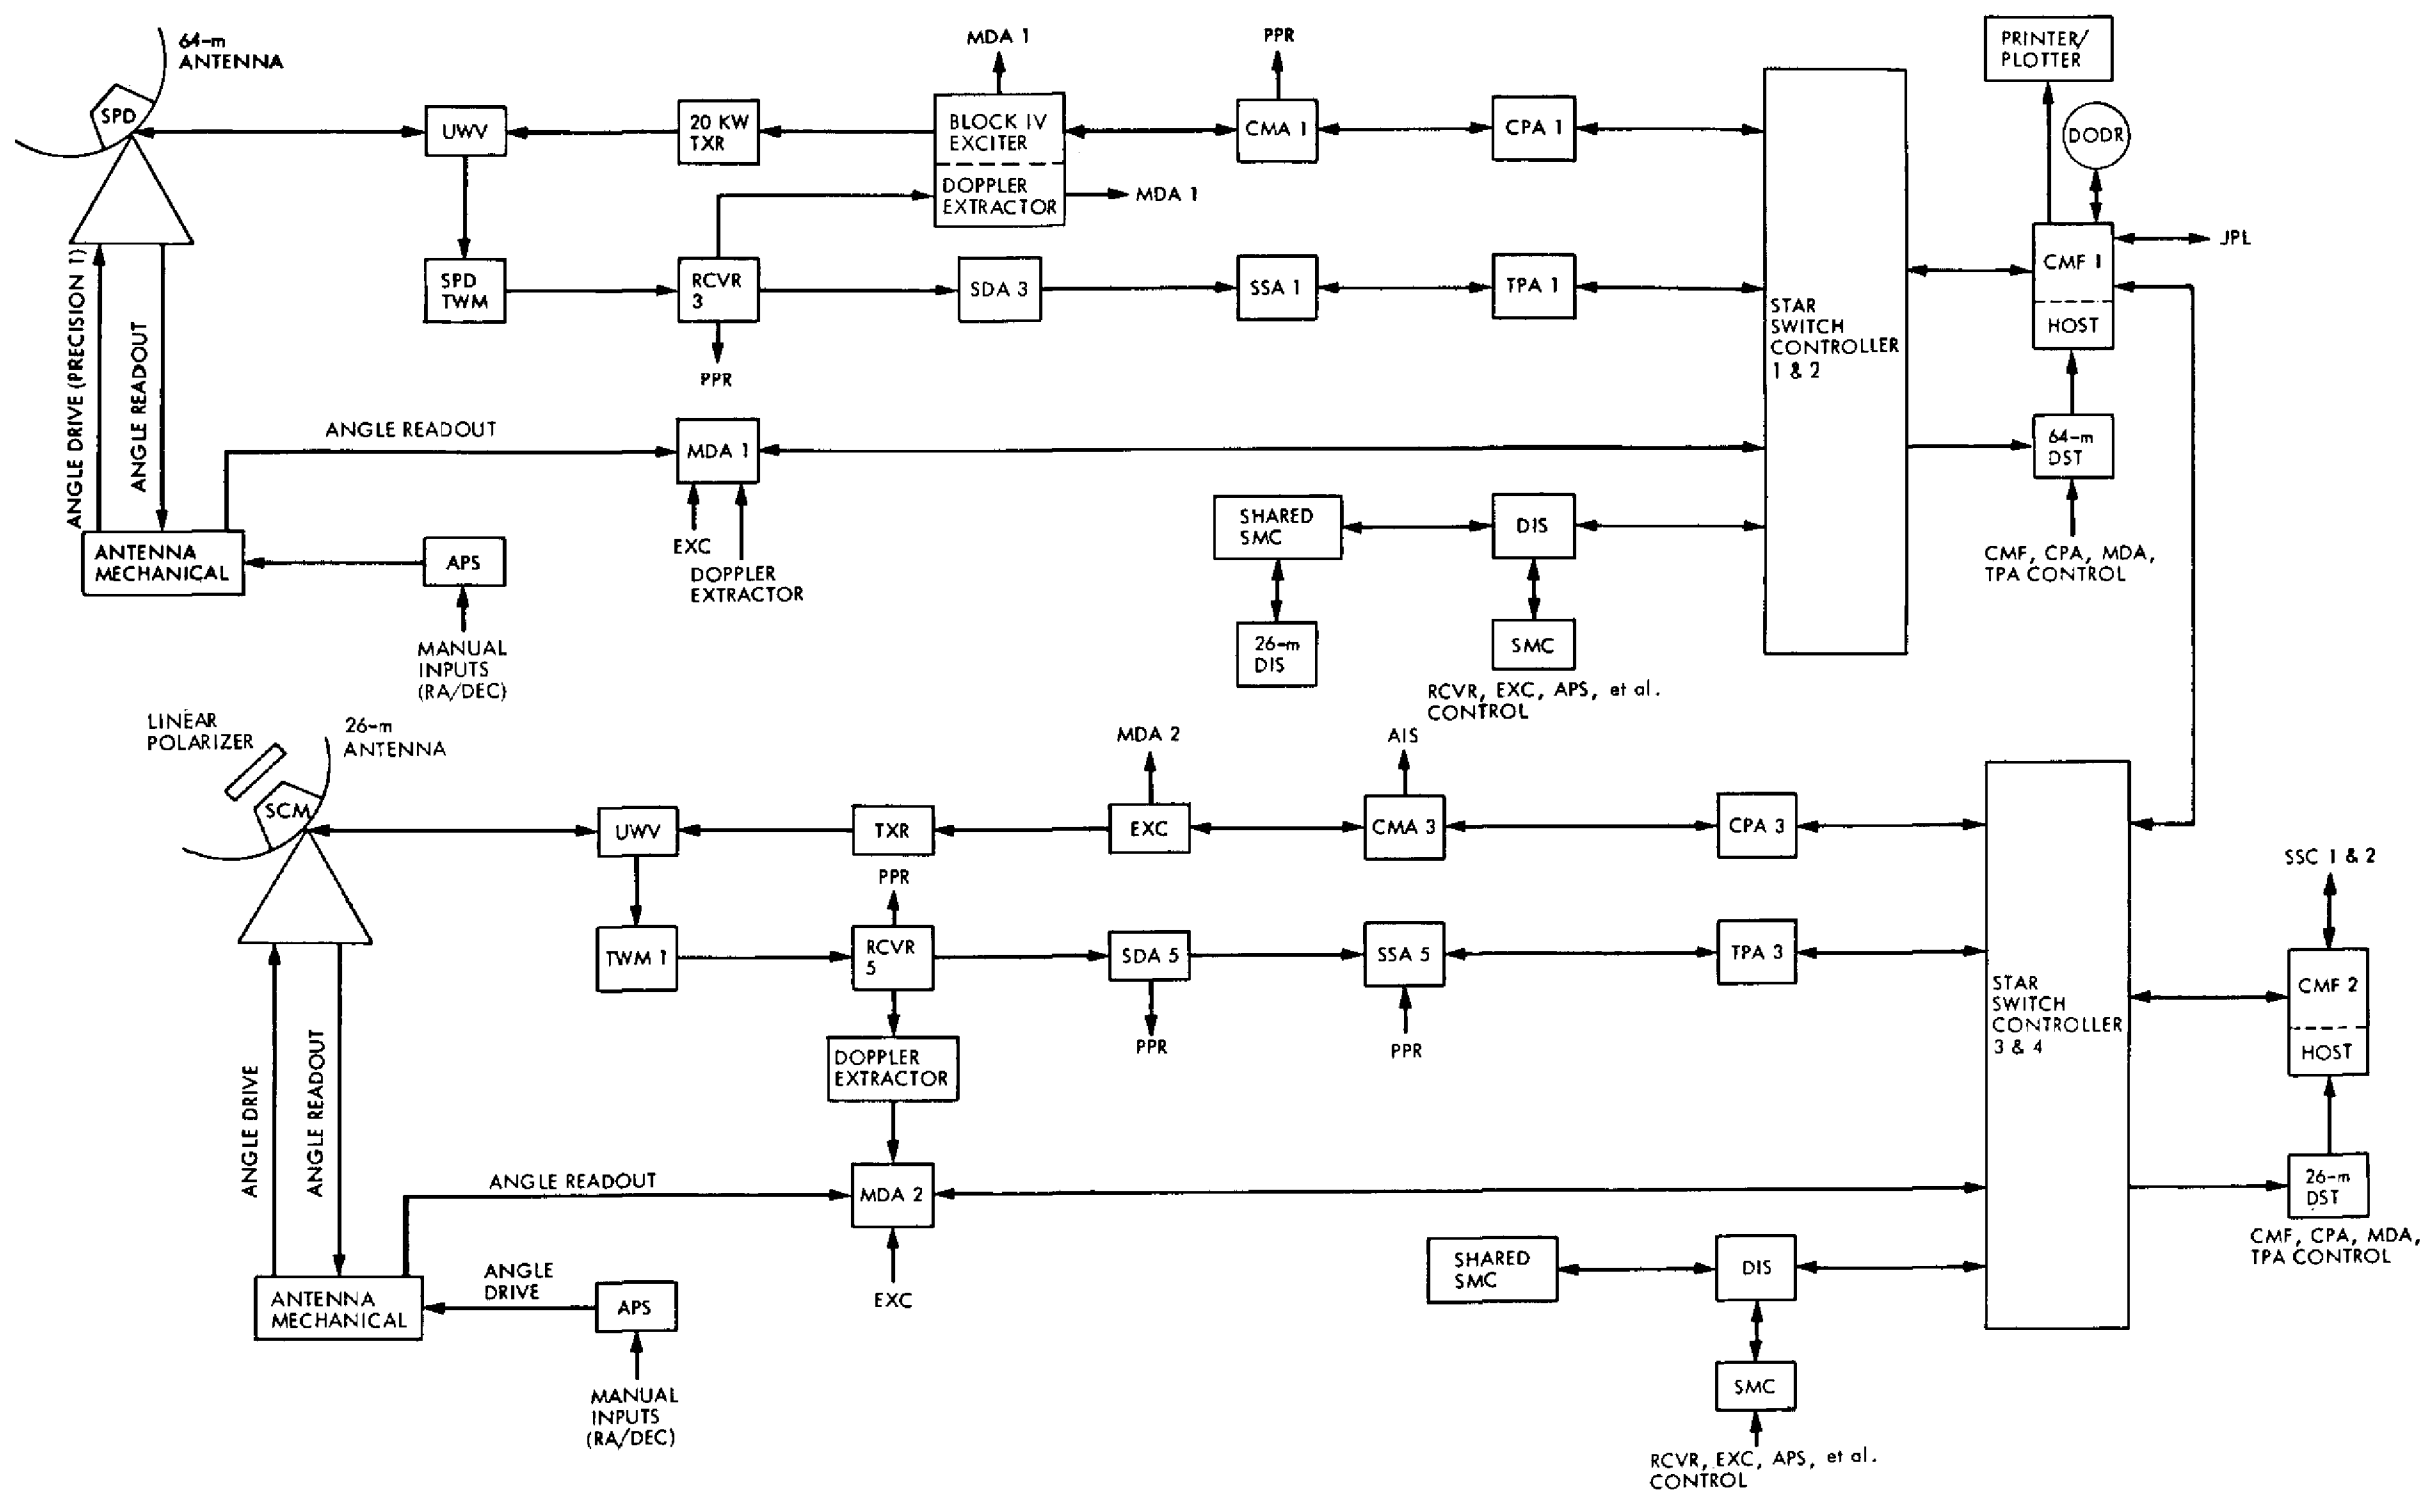 64-m
ANTENNA
SPD
UWV
20 KW
TXR
MDA 1
BLOCK IV
EXCITER
DOPPLER
EXTRACTOR
MDA 1
PPR
CMA 1
CPA 1
STAR
SWITCH
CONTROLLER
1 & 2
PRINTER/
PLOTTER
DODR
JPL
CMF 1
HOST
SPD
TWM
RCVR
3
PPR
SDA 3
SSA 1
TPA 1
ANGLE DRIVE (PRECISION 1)
ANGLE READOUT
ANGLE READOUT
MDA 1
EXC
DOPPLER
EXTRACTOR
64-m
DST
CMF, CPA, MDA,
TPA CONTROL
ANTENNA
MECHANICAL
APS
MANUAL
INPUTS
(RA/DEC)
SHARED
SMC
DIS
26-m
DIS
SMC
RCVR, EXC, APS, et al.
CONTROL
LINEAR
POLARIZER
26-m
ANTENNA
SCM
UWV
TXR
MDA 2
EXC
AIS
CMA 3
CPA 3
STAR
SWITCH
CONTROLLER
3 & 4
SSC 1 & 2
CMF 2
HOST
TWM 1
PPR
RCVR
5
SDA 5
PPR
SSA 5
PPR
TPA 3
DOPPLER
EXTRACTOR
ANGLE DRIVE
ANGLE READOUT
ANGLE READOUT
MDA 2
EXC
26-m
DST
CMF, CPA, MDA,
TPA CONTROL
ANTENNA
MECHANICAL
ANGLE
DRIVE
APS
MANUAL
INPUTS
(RA/DEC)
SHARED
SMC
DIS
SMC
RCVR, EXC, APS, et al.
CONTROL